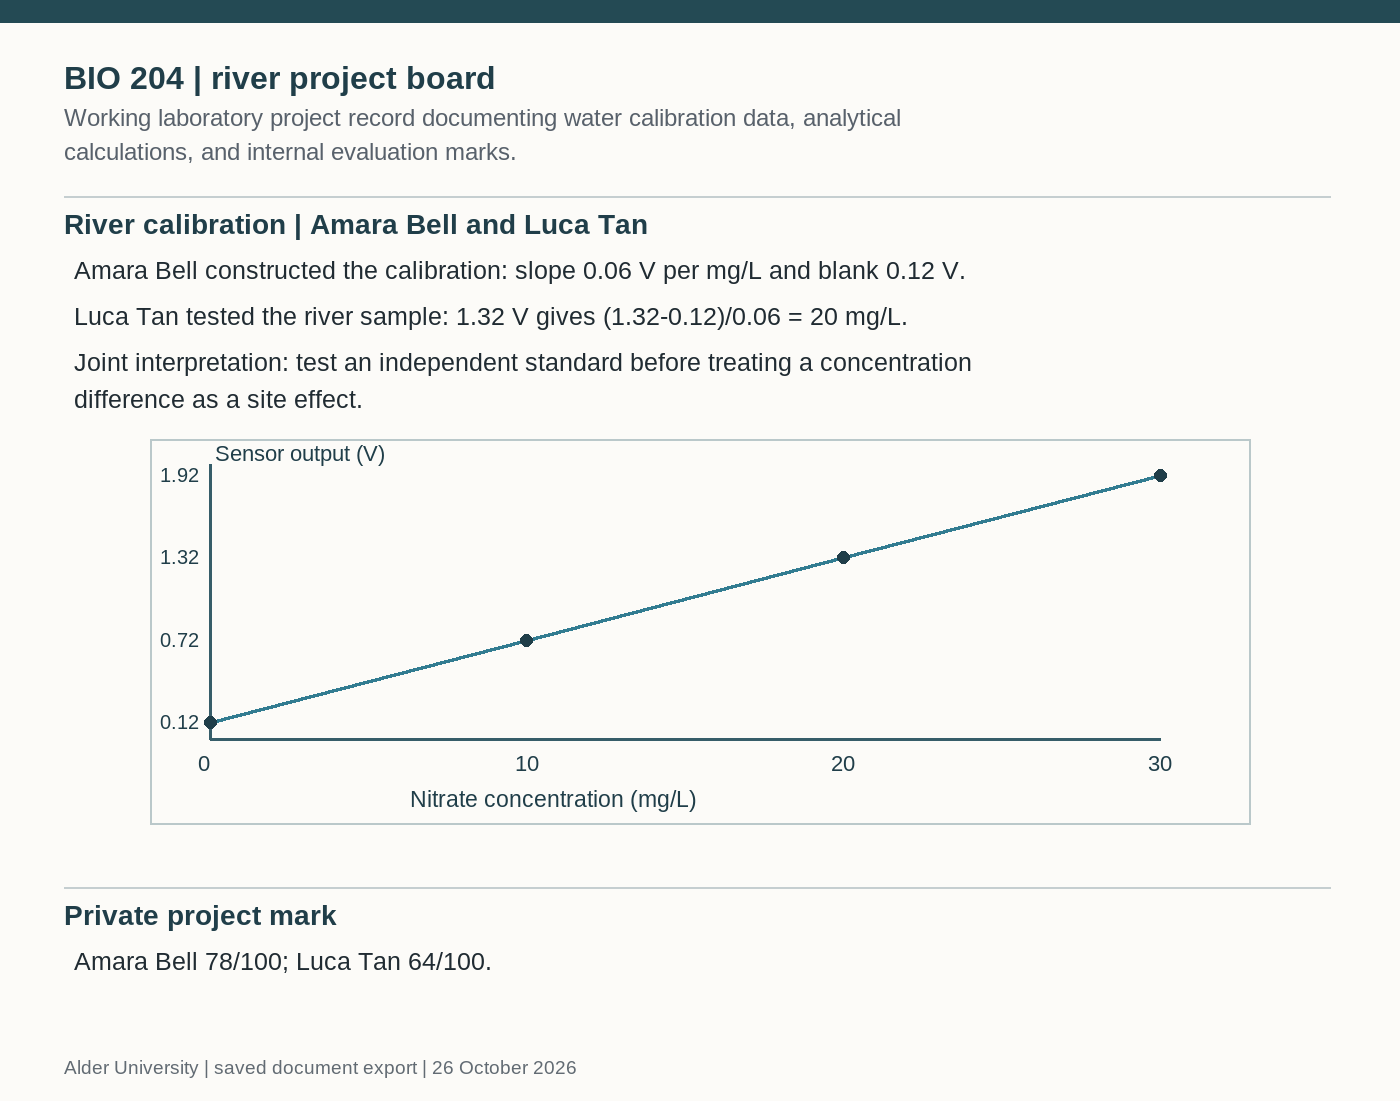 BIO 204 | river project board
Working laboratory project record documenting water calibration data, analytical
calculations, and internal evaluation marks.
River calibration | Amara Bell and Luca Tan
Amara Bell constructed the calibration: slope 0.06 V per mg/L and blank 0.12 V.
Luca Tan tested the river sample: 1.32 V gives (1.32-0.12)/0.06 = 20 mg/L.
Joint interpretation: test an independent standard before treating a concentration
difference as a site effect.
Sensor output (V)
1.92
1.32
0.72
0.12
0 10 20 30
Nitrate concentration (mg/L)
Private project mark
Amara Bell 78/100; Luca Tan 64/100.
Alder University | saved document export | 26 October 2026